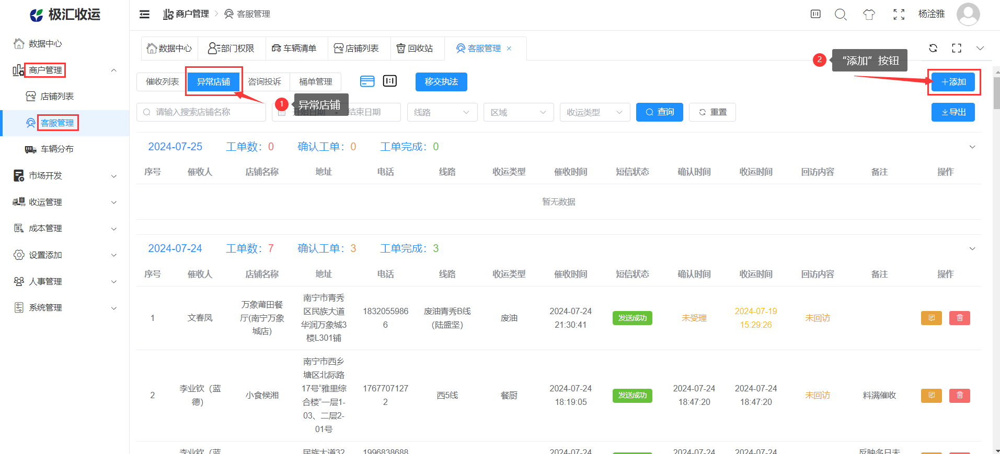 极汇收运
商户管理
客服管理
杨淦雅
数据中心
商户管理
店铺列表
客服管理
车辆分布
市场开发
收运管理
成本管理
设置添加
人事管理
系统管理
数据中心
部门权限
车辆清单
店铺列表
回收站
客服管理 ×
2
“添加”按钮
催收列表
异常店铺
咨询投诉
桶单管理
移交执法
+添加
1
异常店铺
请输入搜索店铺名称
开始日期 - 结束日期
线路
区域
收运类型
查询
重置
导出
2024-07-25 工单数：0 确认工单：0 工单完成：0
序号 催收人 店铺名称 地址 电话 线路 收运类型 催收时间 短信状态 确认时间 收运时间 回访内容 备注 操作
暂无数据
2024-07-24 工单数：7 确认工单：3 工单完成：3
序号 催收人 店铺名称 地址 电话 线路 收运类型 催收时间 短信状态 确认时间 收运时间 回访内容 备注 操作
1
文春凤
万象莆田餐
厅(南宁万象
城店)
南宁市青秀
区民族大道
华润万象城3
楼L301铺
1832055986
6
废油青秀B线
(陆盛坚)
废油
2024-07-24
21:30:41
发送成功
未受理
2024-07-19
15:29:26
未回访
2
李业钦（蓝
德）
小食候湘
南宁市西乡
塘区北际路
17号“雅里综
合楼”一层1-
03、二层2-
01号
1767707127
2
西5线
餐厨
2024-07-24
18:19:05
发送成功
2024-07-24
18:47:20
2024-07-24
18:47:20
未回访
料满催收
李业钦（蓝
民族大道32
1996838688
2024-07-24
2024-07-24
2024-07-24
反映多日未